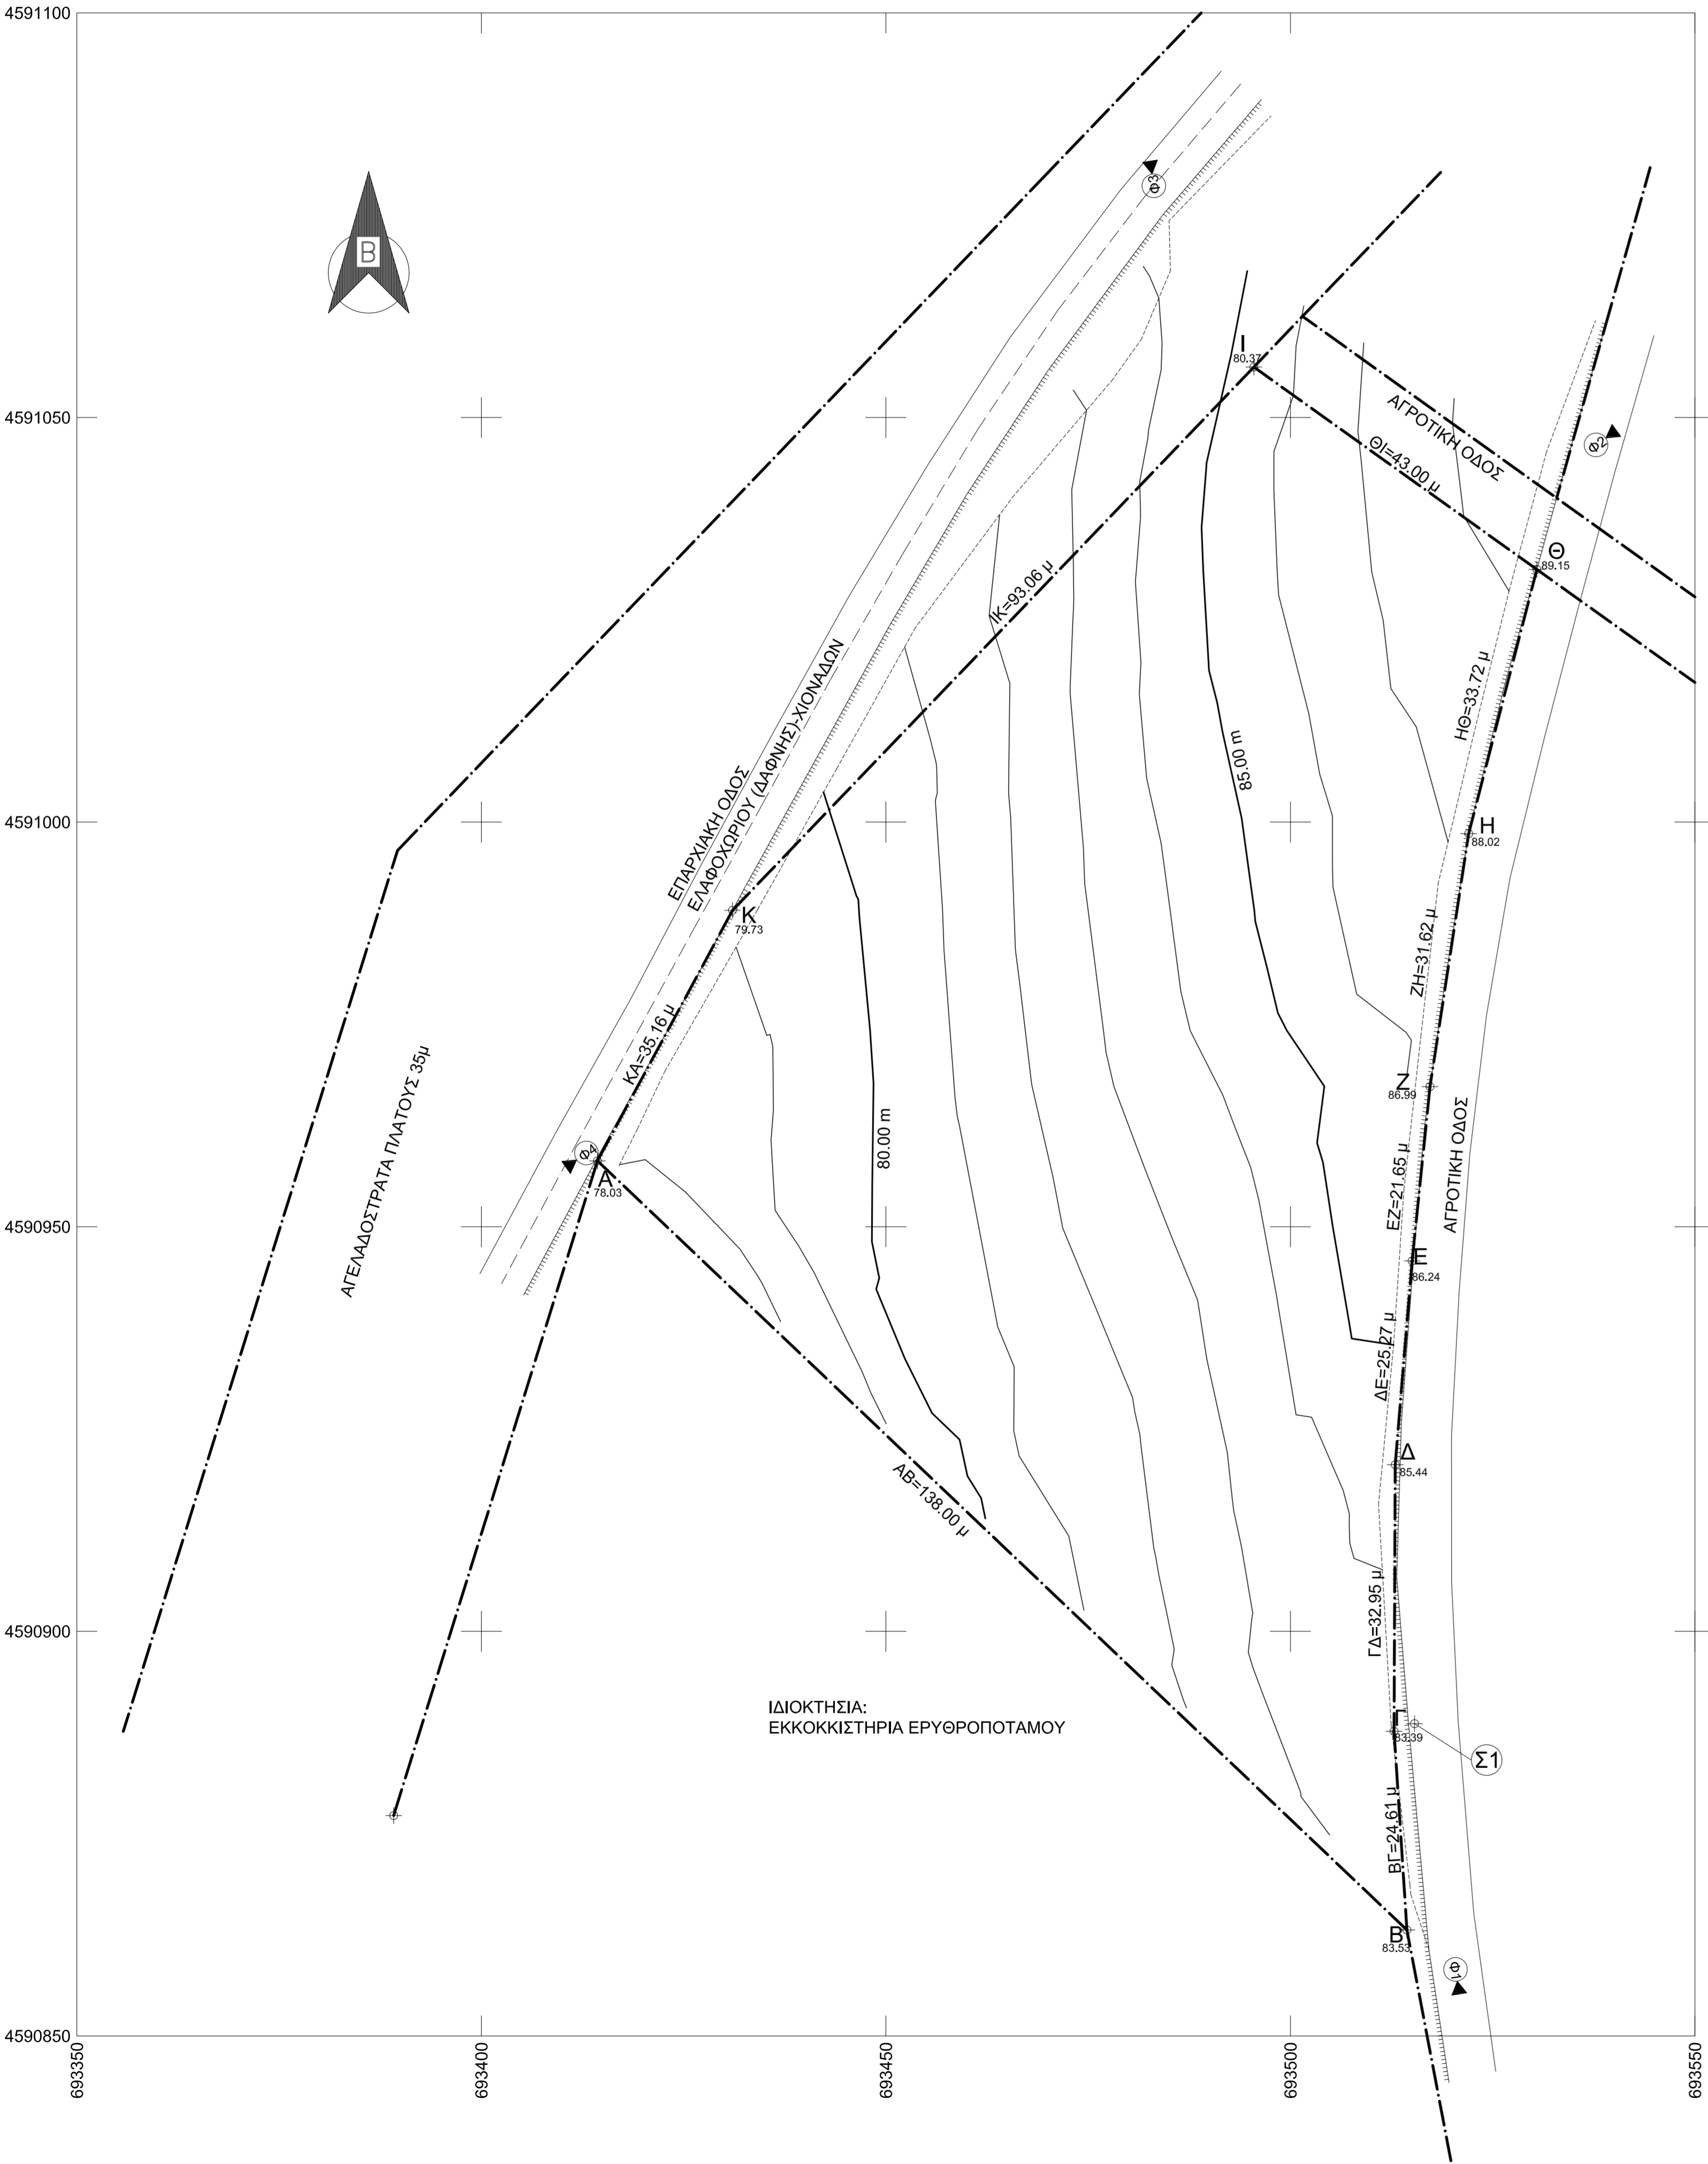 4591100
Φ3
Β
Ι
80.37
4591050
ΑΓΡΟΤΙΚΗ ΟΔΟΣ
Φ2
ΘΙ=43.00 μ
Θ
89.15
ΙΚ=93.06 μ
ΗΘ=33.72 μ
85.00 m
ΕΠΑΡΧΙΑΚΗ ΟΔΟΣ
ΕΛΑΦΟΧΩΡΙΟΥ (ΔΑΦΝΗΣ)-ΧΙΟΝΑΔΩΝ
4591000
Η
88.02
Κ
79.73
ΖΗ=31.62 μ
ΚΑ=35.16 μ
Ζ
86.99
ΑΓΕΛΑΔΟΣΤΡΑΤΑ ΠΛΑΤΟΥΣ 35μ
80.00 m
ΑΓΡΟΤΙΚΗ ΟΔΟΣ
Φ4
Α
78.03
ΕΖ=21.65 μ
4590950
Ε
86.24
ΔΕ=25.27 μ
Δ
85.44
ΑΒ=138.00 μ
ΓΔ=32.95 μ
4590900
ΙΔΙΟΚΤΗΣΙΑ:
ΕΚΚΟΚΚΙΣΤΗΡΙΑ ΕΡΥΘΡΟΠΟΤΑΜΟΥ
Γ
83.39
Σ1
ΒΓ=24.61 μ
Β
83.53
Φ1
4590850
693350
693400
693450
693500
693550